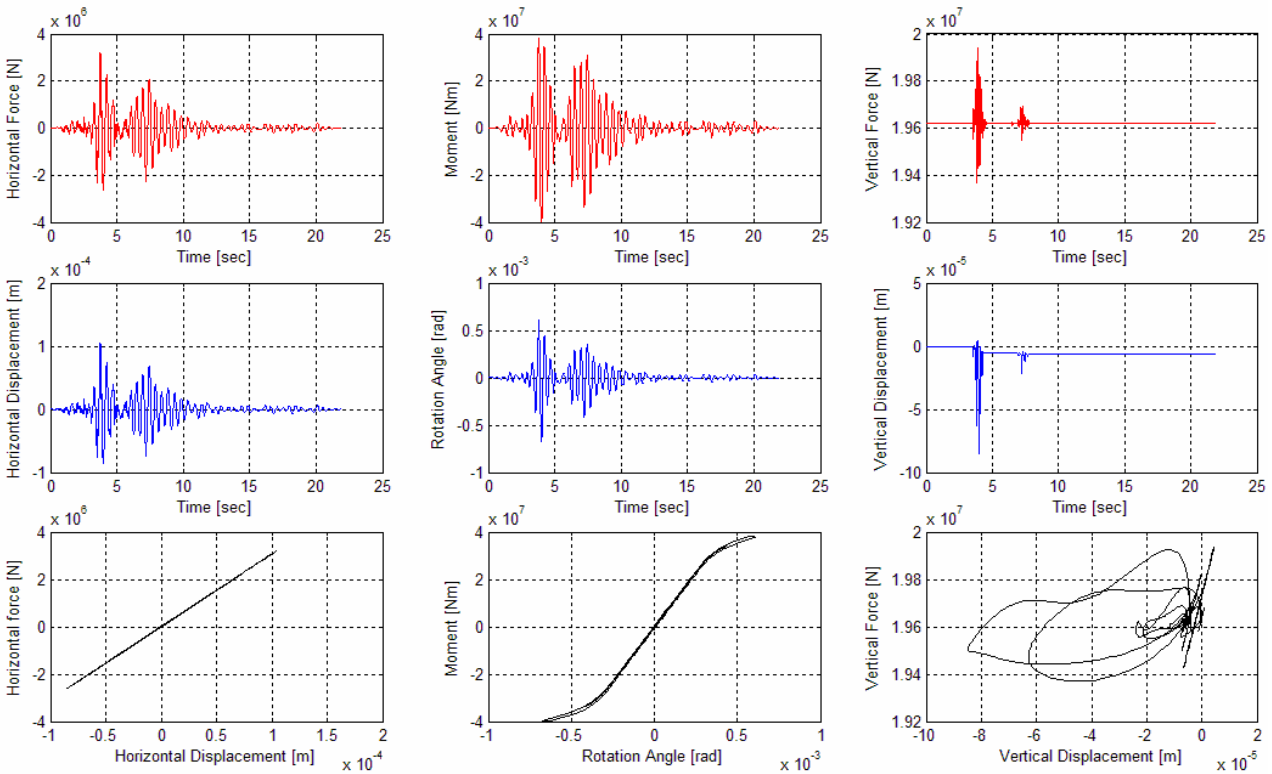 x 10^6
Horizontal Force [N]
4
2
0
-2
-4
0 5 10 15 20 25
Time [sec]
x 10^7
Moment [Nm]
4
2
0
-2
-4
0 5 10 15 20 25
Time [sec]
x 10^7
Vertical Force [N]
2
1.98
1.96
1.94
1.92
0 5 10 15 20 25
Time [sec]
x 10^-4
Horizontal Displacement [m]
2
1
0
-1
0 5 10 15 20 25
Time [sec]
x 10^-3
Rotation Angle [rad]
1
0.5
0
-0.5
-1
0 5 10 15 20 25
Time [sec]
x 10^-5
Vertical Displacement [m]
5
0
-5
-10
0 5 10 15 20 25
Time [sec]
x 10^6
Horizontal force [N]
4
2
0
-2
-4
-1 -0.5 0 0.5 1 1.5 2
Horizontal Displacement [m]
x 10^-4
x 10^7
Moment [Nm]
4
2
0
-2
-4
-1 -0.5 0 0.5 1
Rotation Angle [rad]
x 10^-3
x 10^7
Vertical Force [N]
2
1.98
1.96
1.94
1.92
-10 -8 -6 -4 -2 0 2
Vertical Displacement [m]
x 10^-5